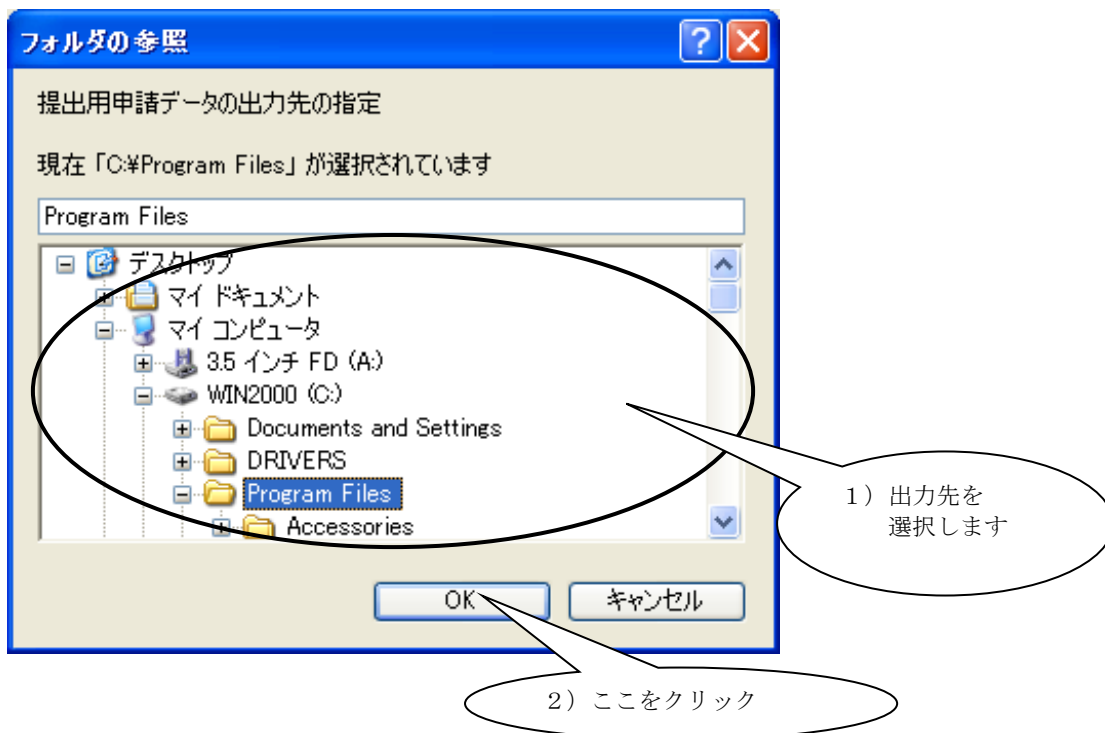 フォルダの参照
提出用申請データの出力先の指定
現在「C:¥Program Files」が選択されています
Program Files
デスクトップ
マイ ドキュメント
マイ コンピュータ
3.5 インチ FD (A:)
WIN2000 (C:)
Documents and Settings
DRIVERS
Program Files
Accessories
1）出力先を
選択します
OK
キャンセル
2）ここをクリック